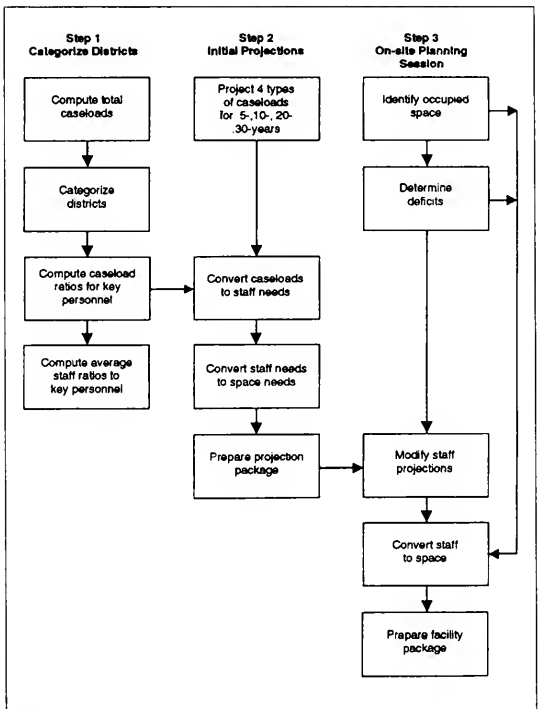 Step 1
Categorize Districts
Compute total
caseloads
Categorize
districts
Compute caseload
ratios for key
personnel
Compute average
staff ratios to
key personnel
Step 2
Initial Projections
Project 4 types
of caseloads
for 5-,10-, 20-
,30-years
Convert caseloads
to staff needs
Convert staff needs
to space needs
Prepare projection
package
Step 3
On-site Planning
Session
Identify occupied
space
Determine
deficits
Modify staff
projections
Convert staff
to space
Prepare facility
package